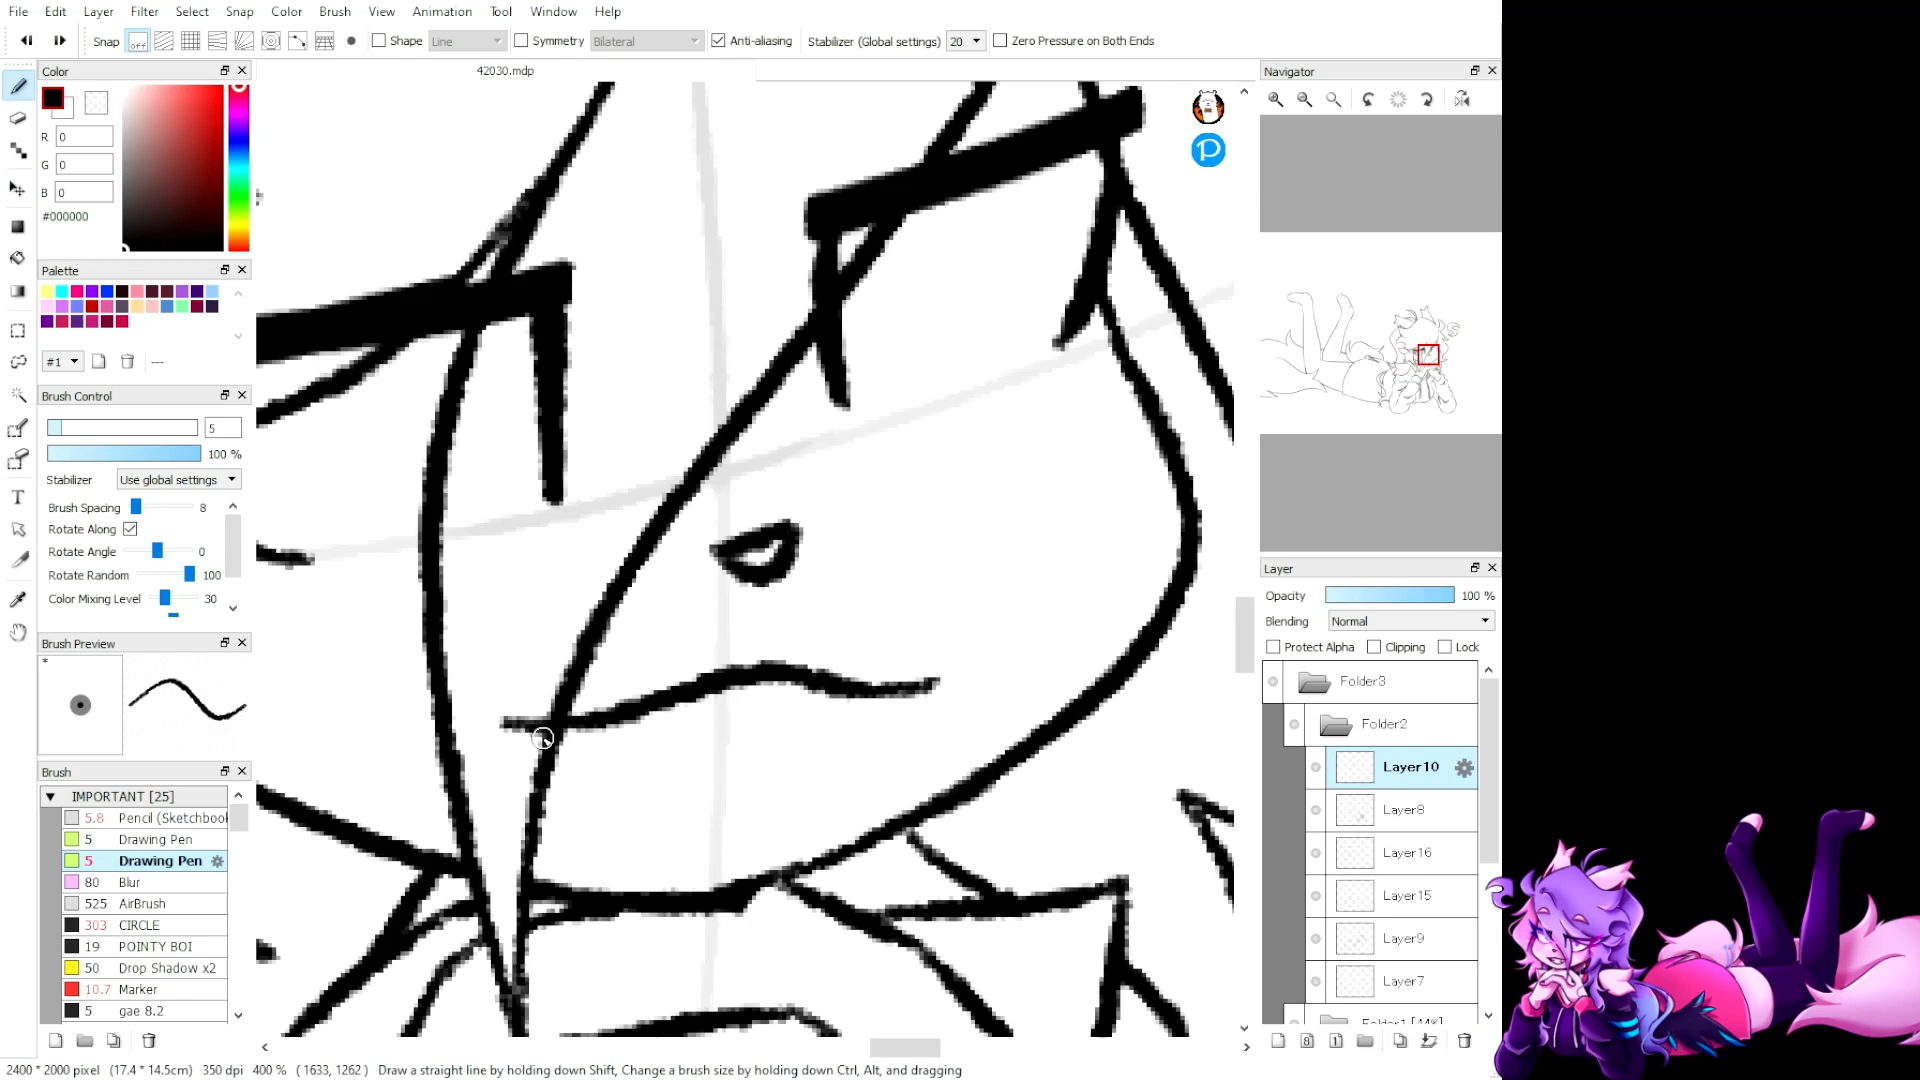 File Edit Layer Filter Select Snap Color Brush View Animation Tool Window Help
Snap off Shape Line Symmetry Bilateral Anti-aliasing Stabilizer (Global settings) 20 Zero Pressure on Both Ends
Color
42030.mdp
Navigator
R 0
G 0
B 0
#000000
Palette
#1 ---
Brush Control
5
100 %
Stabilizer Use global settings
Brush Spacing 8
Rotate Along
Rotate Angle 0
Rotate Random 100
Color Mixing Level 30
Brush Preview
*
Brush
IMPORTANT [25]
5.8 Pencil (Sketchbook
5 Drawing Pen
5 Drawing Pen
80 Blur
525 AirBrush
303 CIRCLE
19 POINTY BOI
50 Drop Shadow x2
10.7 Marker
5 gae 8.2
Layer
Opacity 100 %
Blending Normal
Protect Alpha Clipping Lock
Folder3
Folder2
Layer10
Layer8
Layer16
Layer15
Layer9
Layer7
Folder1 [44%]
2400 * 2000 pixel (17.4 * 14.5cm) 350 dpi 400 % ( 1633, 1262 ) Draw a straight line by holding down Shift, Change a brush size by holding down Ctrl, Alt, and dragging